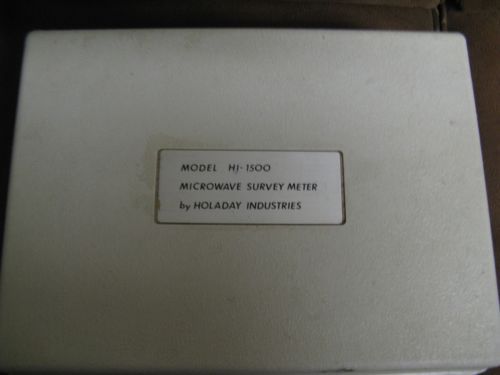 MODEL HI-1500
MICROWAVE SURVEY METER
by HOLADAY INDUSTRIES